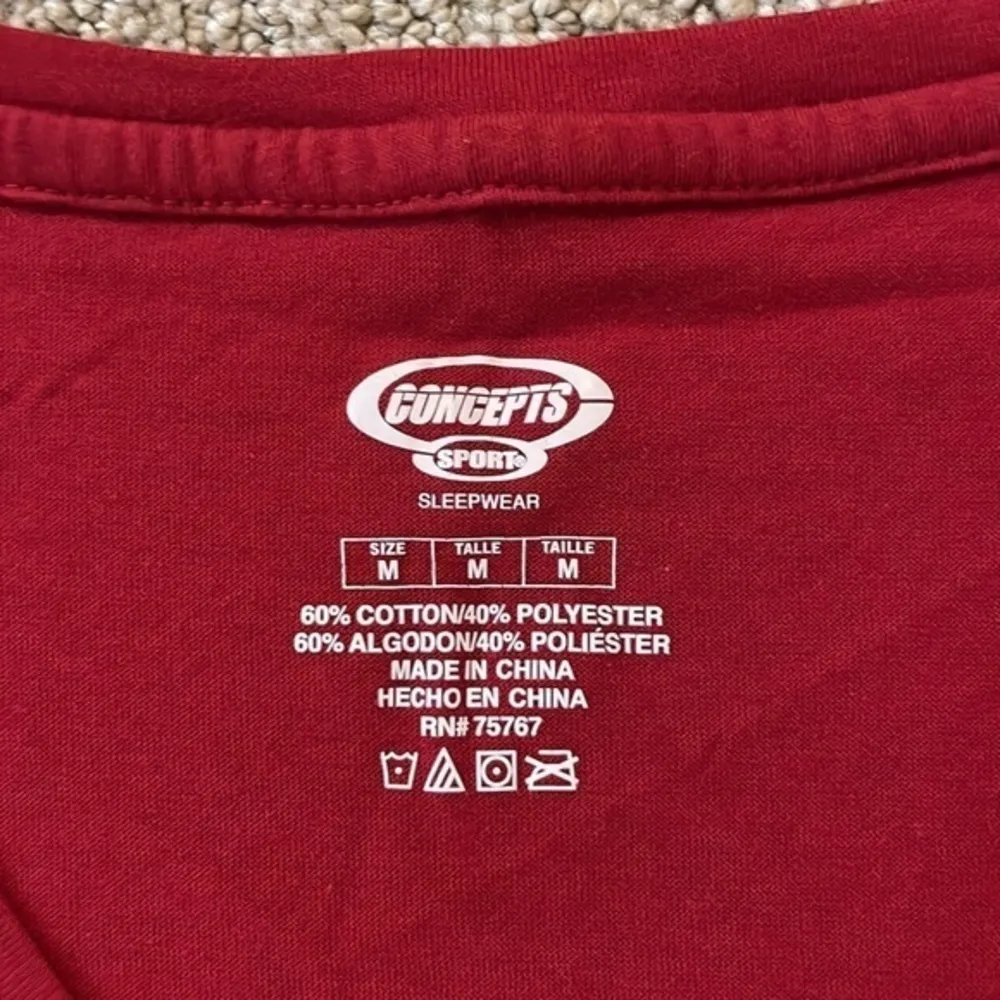 CONCEPTS
SPORT®
SLEEPWEAR
SIZE TALLE TAILLE
M M M
60% COTTON/40% POLYESTER
60% ALGODON/40% POLIÉSTER
MADE IN CHINA
HECHO EN CHINA
RN# 75767